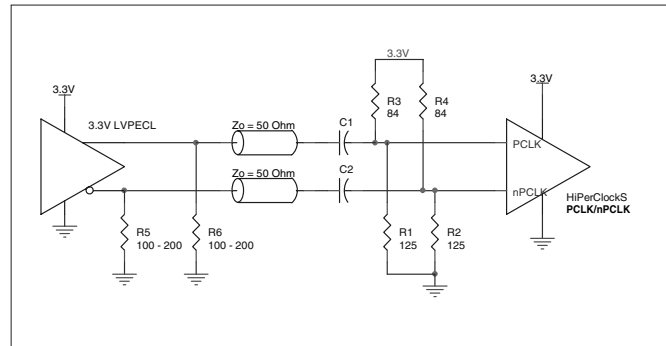 3.3V
3.3V LVPECL
R5
100 - 200
R6
100 - 200
Zo = 50 Ohm
Zo = 50 Ohm
C1
C2
3.3V
R3
84
R4
84
R1
125
R2
125
3.3V
PCLK
nPCLK
HiPerClockS
PCLK/nPCLK